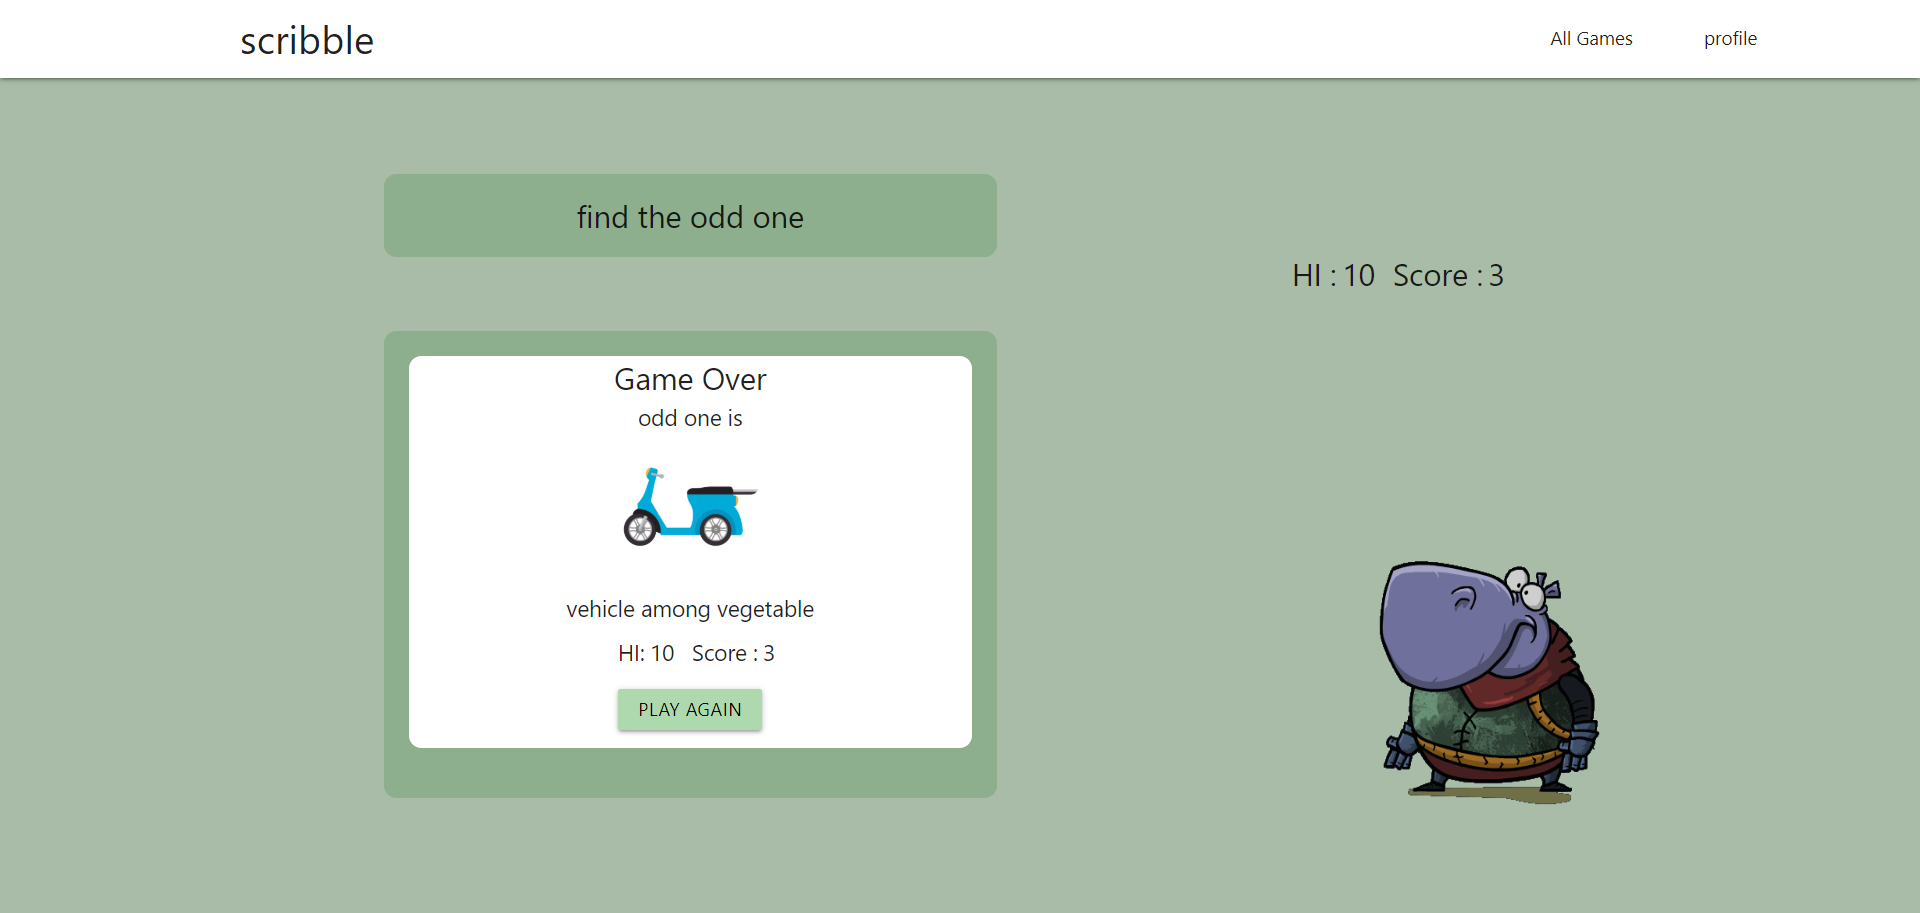 scribble
All Games
profile
find the odd one
HI : 10 Score : 3
Game Over
odd one is
vehicle among vegetable
HI: 10 Score : 3
PLAY AGAIN